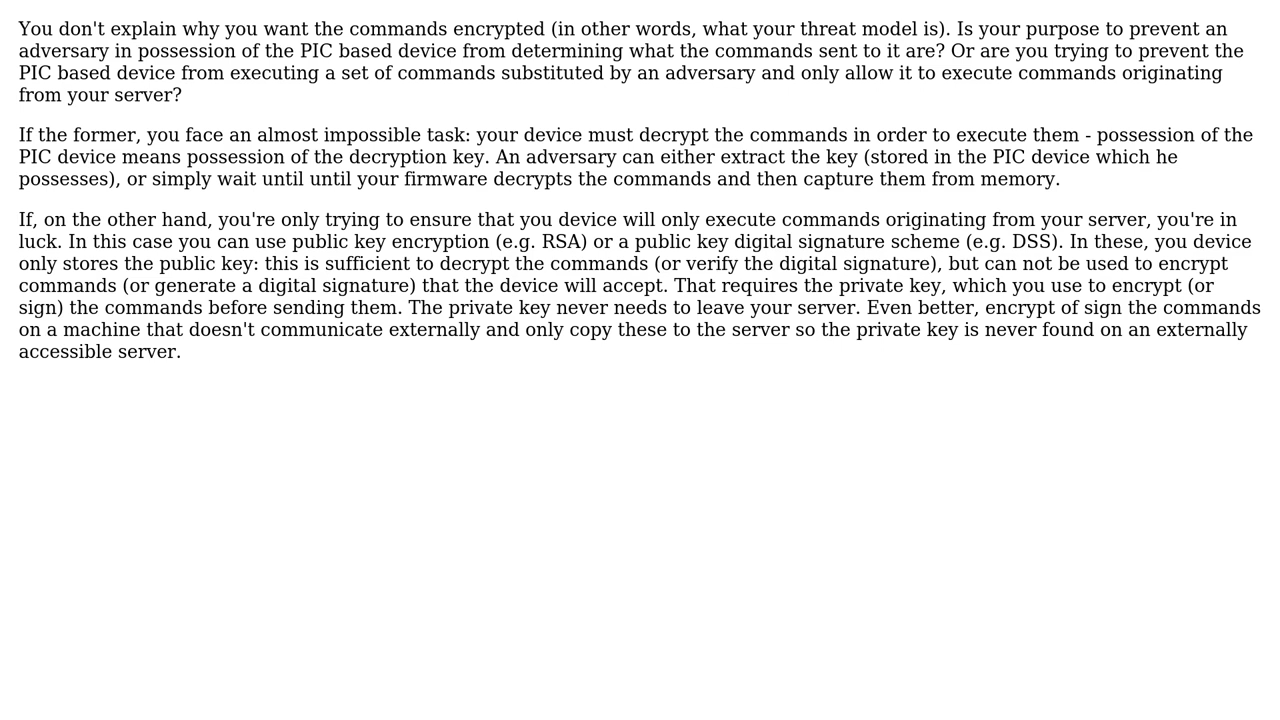 You don't explain why you want the commands encrypted (in other words, what your threat model is). Is your purpose to prevent an
adversary in possession of the PIC based device from determining what the commands sent to it are? Or are you trying to prevent the
PIC based device from executing a set of commands substituted by an adversary and only allow it to execute commands originating
from your server?
If the former, you face an almost impossible task: your device must decrypt the commands in order to execute them - possession of the
PIC device means possession of the decryption key. An adversary can either extract the key (stored in the PIC device which he
possesses), or simply wait until until your firmware decrypts the commands and then capture them from memory.
If, on the other hand, you're only trying to ensure that you device will only execute commands originating from your server, you're in
luck. In this case you can use public key encryption (e.g. RSA) or a public key digital signature scheme (e.g. DSS). In these, you device
only stores the public key: this is sufficient to decrypt the commands (or verify the digital signature), but can not be used to encrypt
commands (or generate a digital signature) that the device will accept. That requires the private key, which you use to encrypt (or
sign) the commands before sending them. The private key never needs to leave your server. Even better, encrypt of sign the commands
on a machine that doesn't communicate externally and only copy these to the server so the private key is never found on an externally
accessible server.